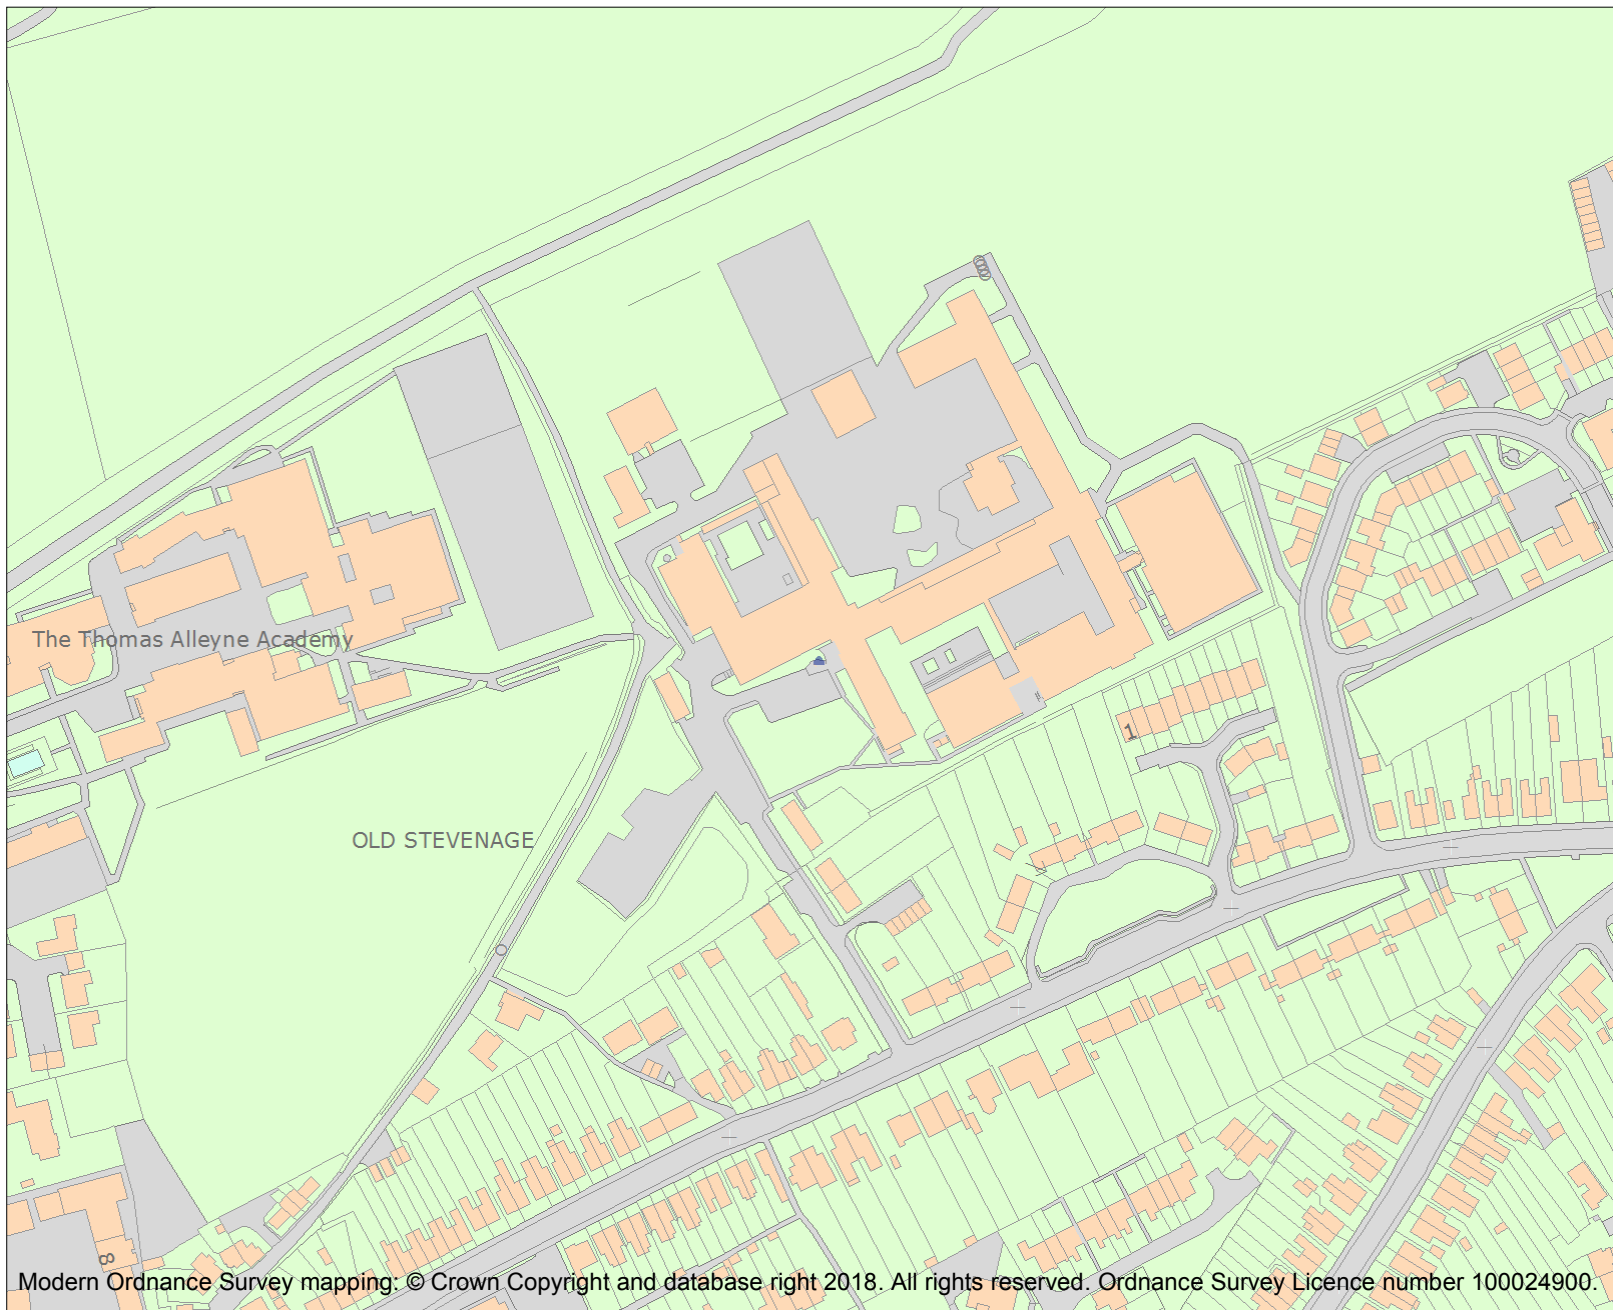 The Thomas Alleyne Academy
1
OLD STEVENAGE
8
Modern Ordnance Survey mapping: © Crown Copyright and database right 2018. All rights reserved. Ordnance Survey Licence number 100024900.